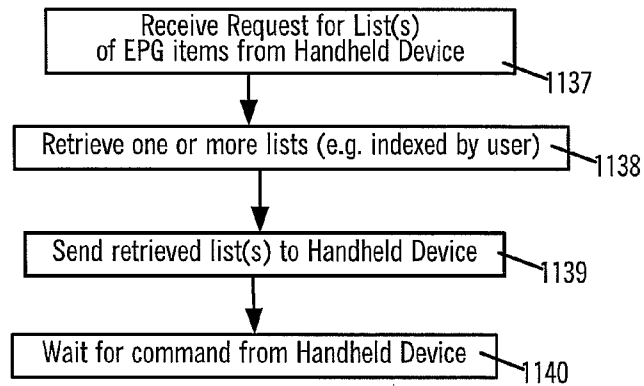 Receive Request for List(s)
of EPG items from Handheld Device
1137
Retrieve one or more lists (e.g. indexed by user)
1138
Send retrieved list(s) to Handheld Device
1139
Wait for command from Handheld Device
1140